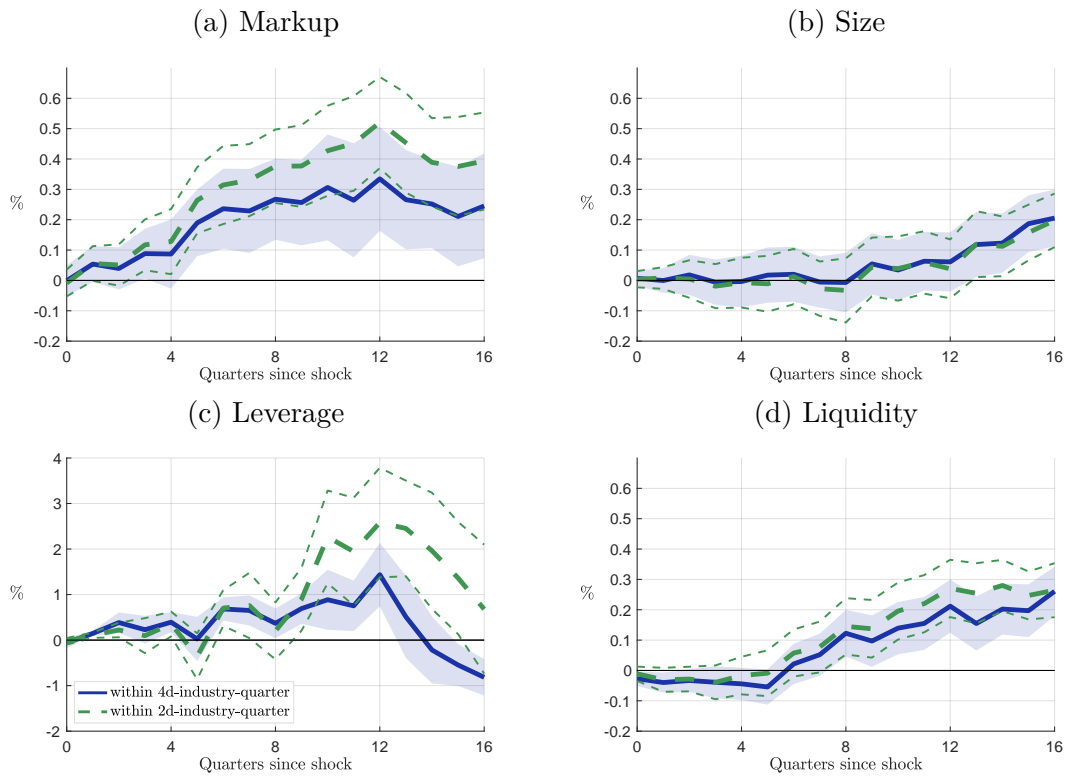 (a) Markup
0.6
0.5
0.4
0.3
0.2
0.1
0
-0.1
-0.2
%
0 4 8 12 16
Quarters since shock
(b) Size
0.6
0.5
0.4
0.3
0.2
0.1
0
-0.1
-0.2
%
0 4 8 12 16
Quarters since shock
(c) Leverage
4
3
2
1
0
-1
-2
%
within 4d-industry-quarter
within 2d-industry-quarter
0 4 8 12 16
Quarters since shock
(d) Liquidity
0.6
0.5
0.4
0.3
0.2
0.1
0
-0.1
-0.2
%
0 4 8 12 16
Quarters since shock